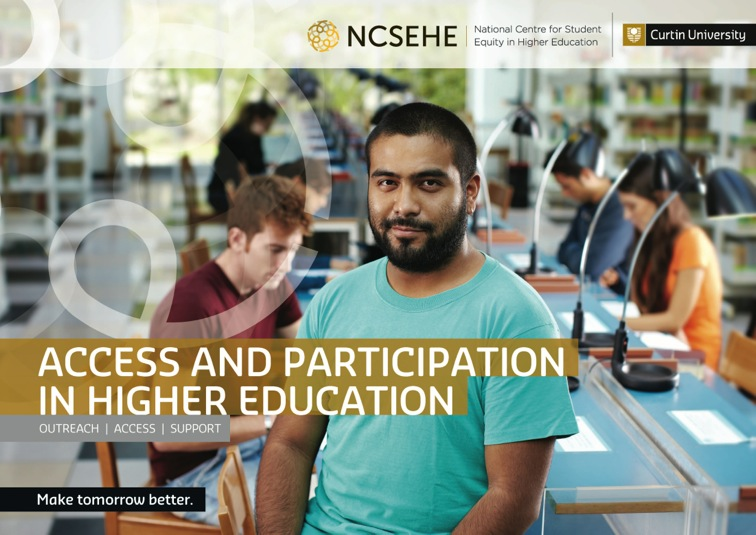 NCSEHE
National Centre for Student
Equity in Higher Education
Curtin University
ACCESS AND PARTICIPATION
IN HIGHER EDUCATION
OUTREACH | ACCESS | SUPPORT
Make tomorrow better.